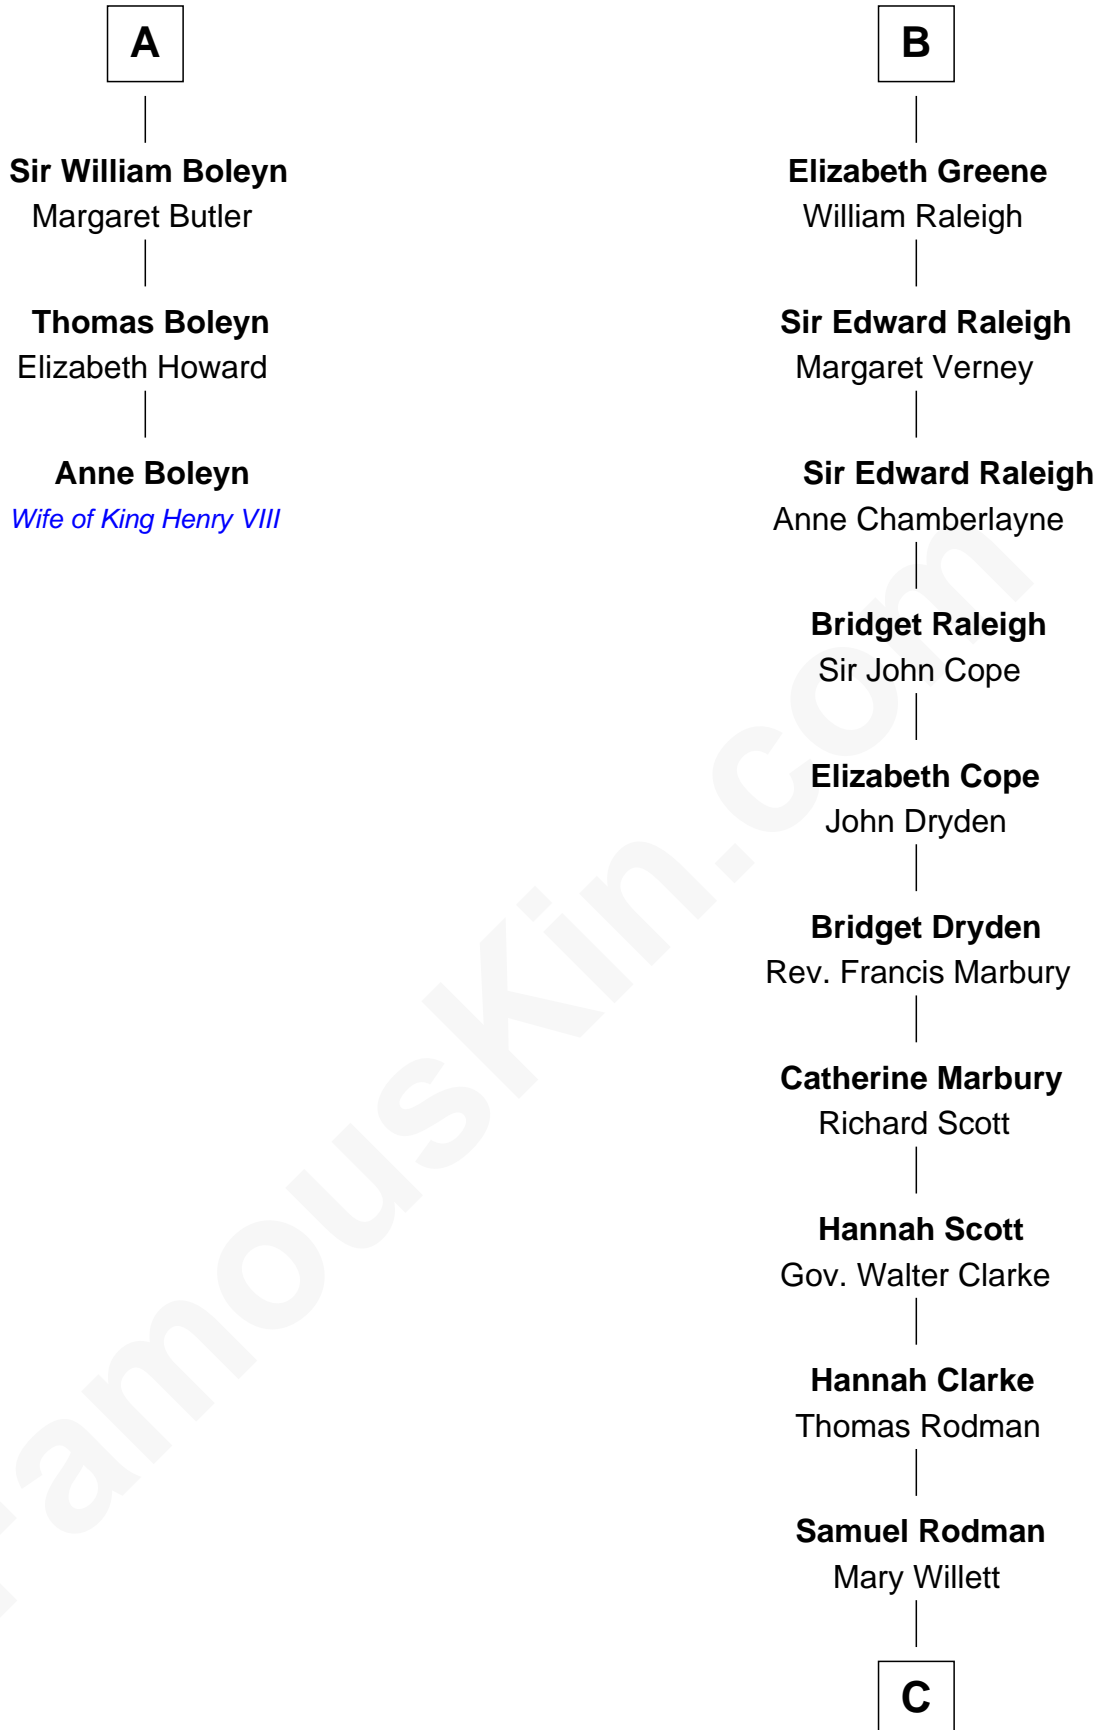 A
Sir William Boleyn
Margaret Butler
Thomas Boleyn
Elizabeth Howard
Anne Boleyn
Wife of King Henry VIII
B
Elizabeth Greene
William Raleigh
Sir Edward Raleigh
Margaret Verney
Sir Edward Raleigh
Anne Chamberlayne
Bridget Raleigh
Sir John Cope
Elizabeth Cope
John Dryden
Bridget Dryden
Rev. Francis Marbury
Catherine Marbury
Richard Scott
Hannah Scott
Gov. Walter Clarke
Hannah Clarke
Thomas Rodman
Samuel Rodman
Mary Willett
C
FamousKin.com